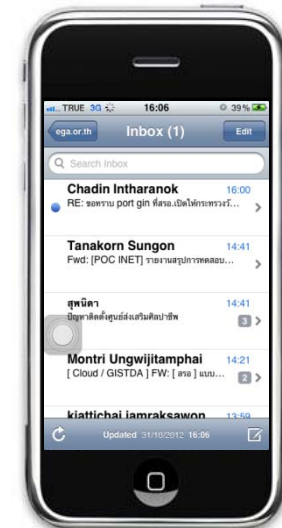 TRUE 3G 16:06 39%
ega.or.th Inbox (1) Edit
Search Inbox
Chadin Intharanok 16:00
RE: ขอทราบ port gin ที่สรอ.เปิดให้กระทรวงวั...
Tanakorn Sungon 14:41
Fwd: [POC INET] รายงานสรุปการทดสอบ...
สุพนิดา 14:41
ปัญหาติดตั้งศูนย์ส่งเสริมศิลปาชีพ 3
Montri Ungwijitamphai 14:21
[ Cloud / GISTDA ] FW: [ สรอ ] แบบ... 2
kiattichai iamraksawon 13:59
Updated 31/10/2012 16:06